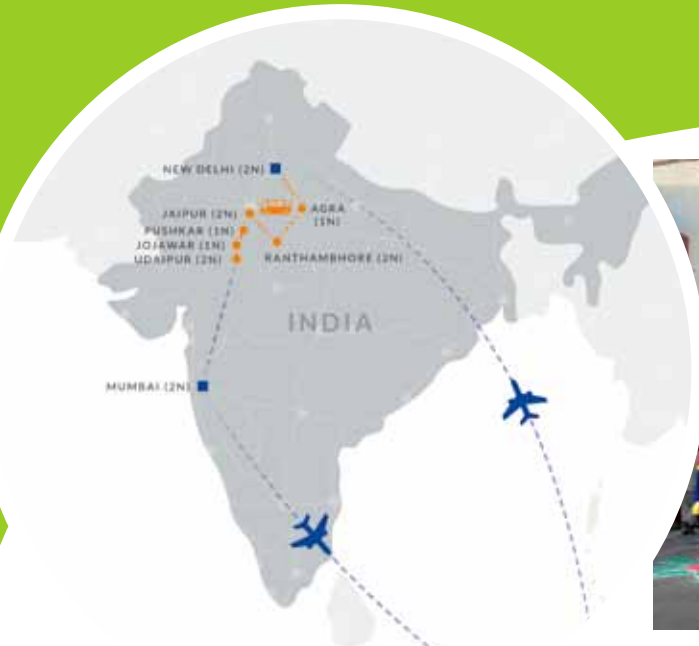 NEW DELHI (2N)
JAIPUR (2N)
AGRA
(1N)
PUSHKAR (1N)
JOJAWAR (1N)
UDAIPUR (2N)
RANTHAMBHORE (2N)
INDIA
MUMBAI (2N)